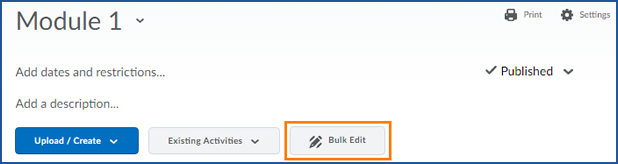 Module 1
Print Settings
Add dates and restrictions...
Published
Add a description...
Upload / Create Existing Activities Bulk Edit